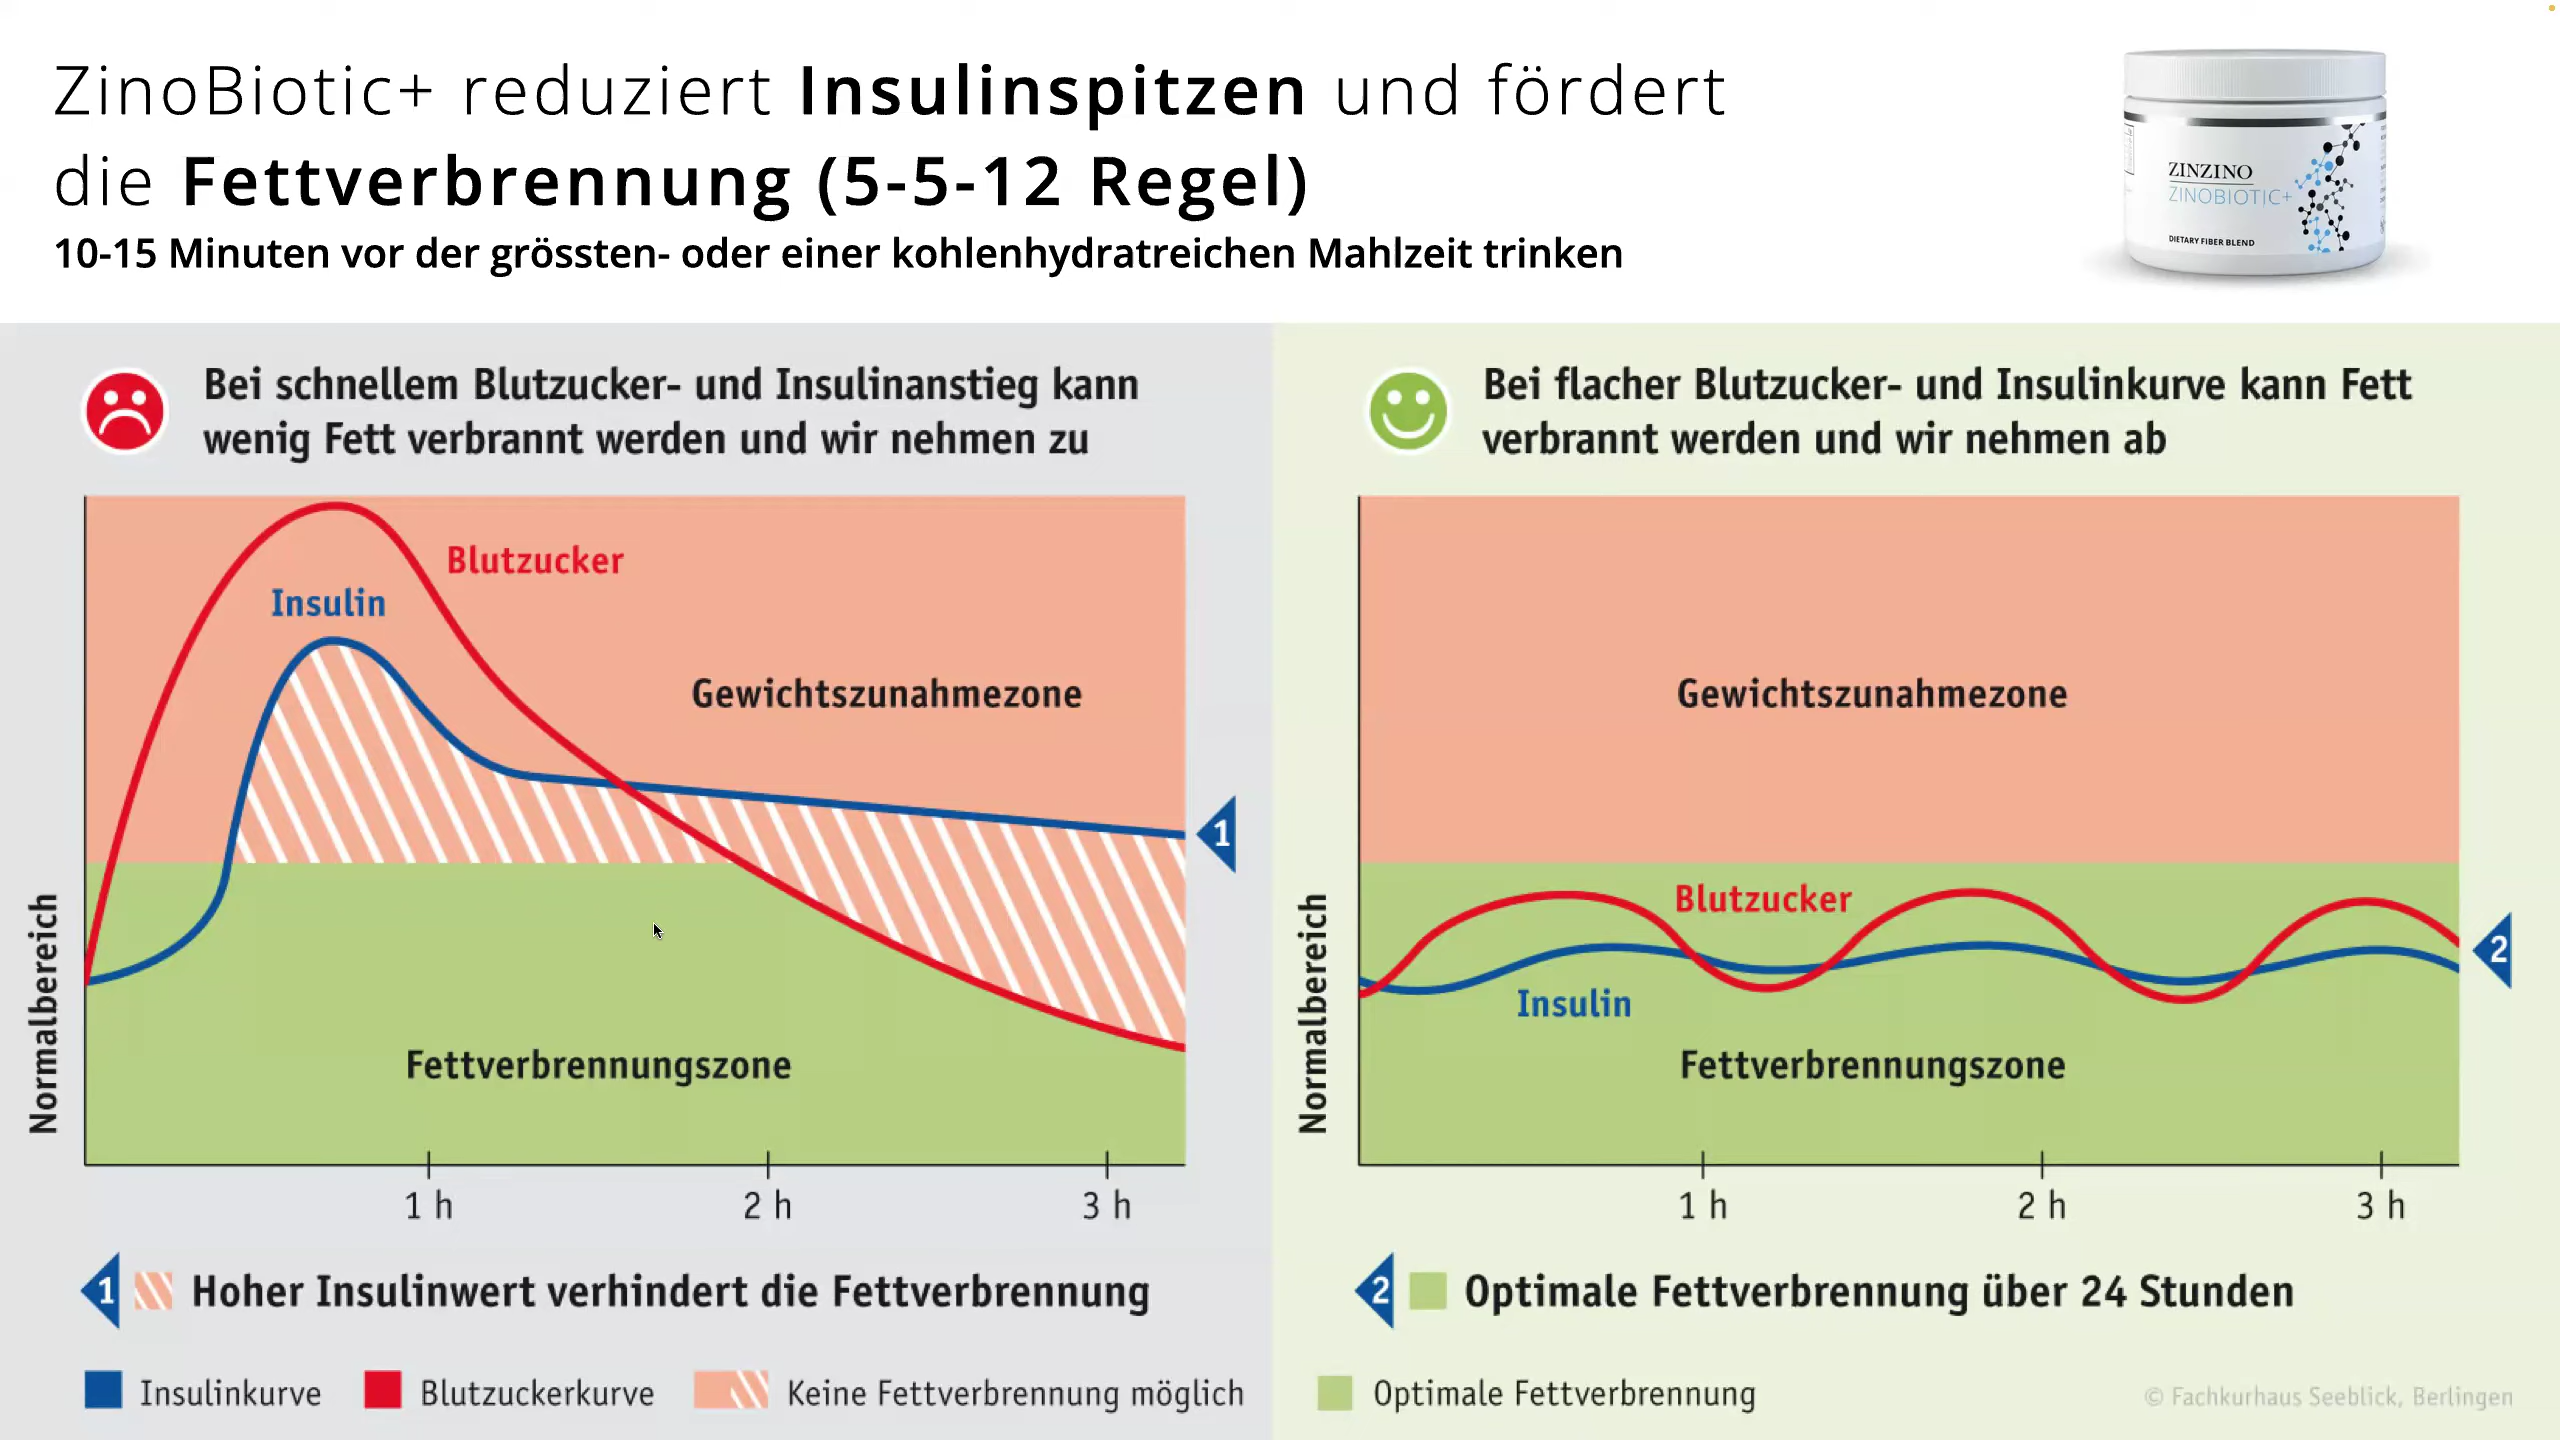 ZinoBiotic+ reduziert Insulinspitzen und fördert
die Fettverbrennung (5-5-12 Regel)
10-15 Minuten vor der grössten- oder einer kohlenhydratreichen Mahlzeit trinken
ZINZINO
ZINOBIOTIC+
DIETARY FIBER BLEND
Bei schnellem Blutzucker- und Insulinanstieg kann
wenig Fett verbrannt werden und wir nehmen zu
Blutzucker
Insulin
Gewichtszunahmezone
1
Normalbereich
Fettverbrennungszone
1 h
2 h
3 h
1 Hoher Insulinwert verhindert die Fettverbrennung
Insulinkurve
Blutzuckerkurve
Keine Fettverbrennung möglich
Bei flacher Blutzucker- und Insulinkurve kann Fett
verbrannt werden und wir nehmen ab
Gewichtszunahmezone
Blutzucker
2
Insulin
Normalbereich
Fettverbrennungszone
1 h
2 h
3 h
2 Optimale Fettverbrennung über 24 Stunden
Optimale Fettverbrennung
© Fachkurhaus Seeblick, Berlingen